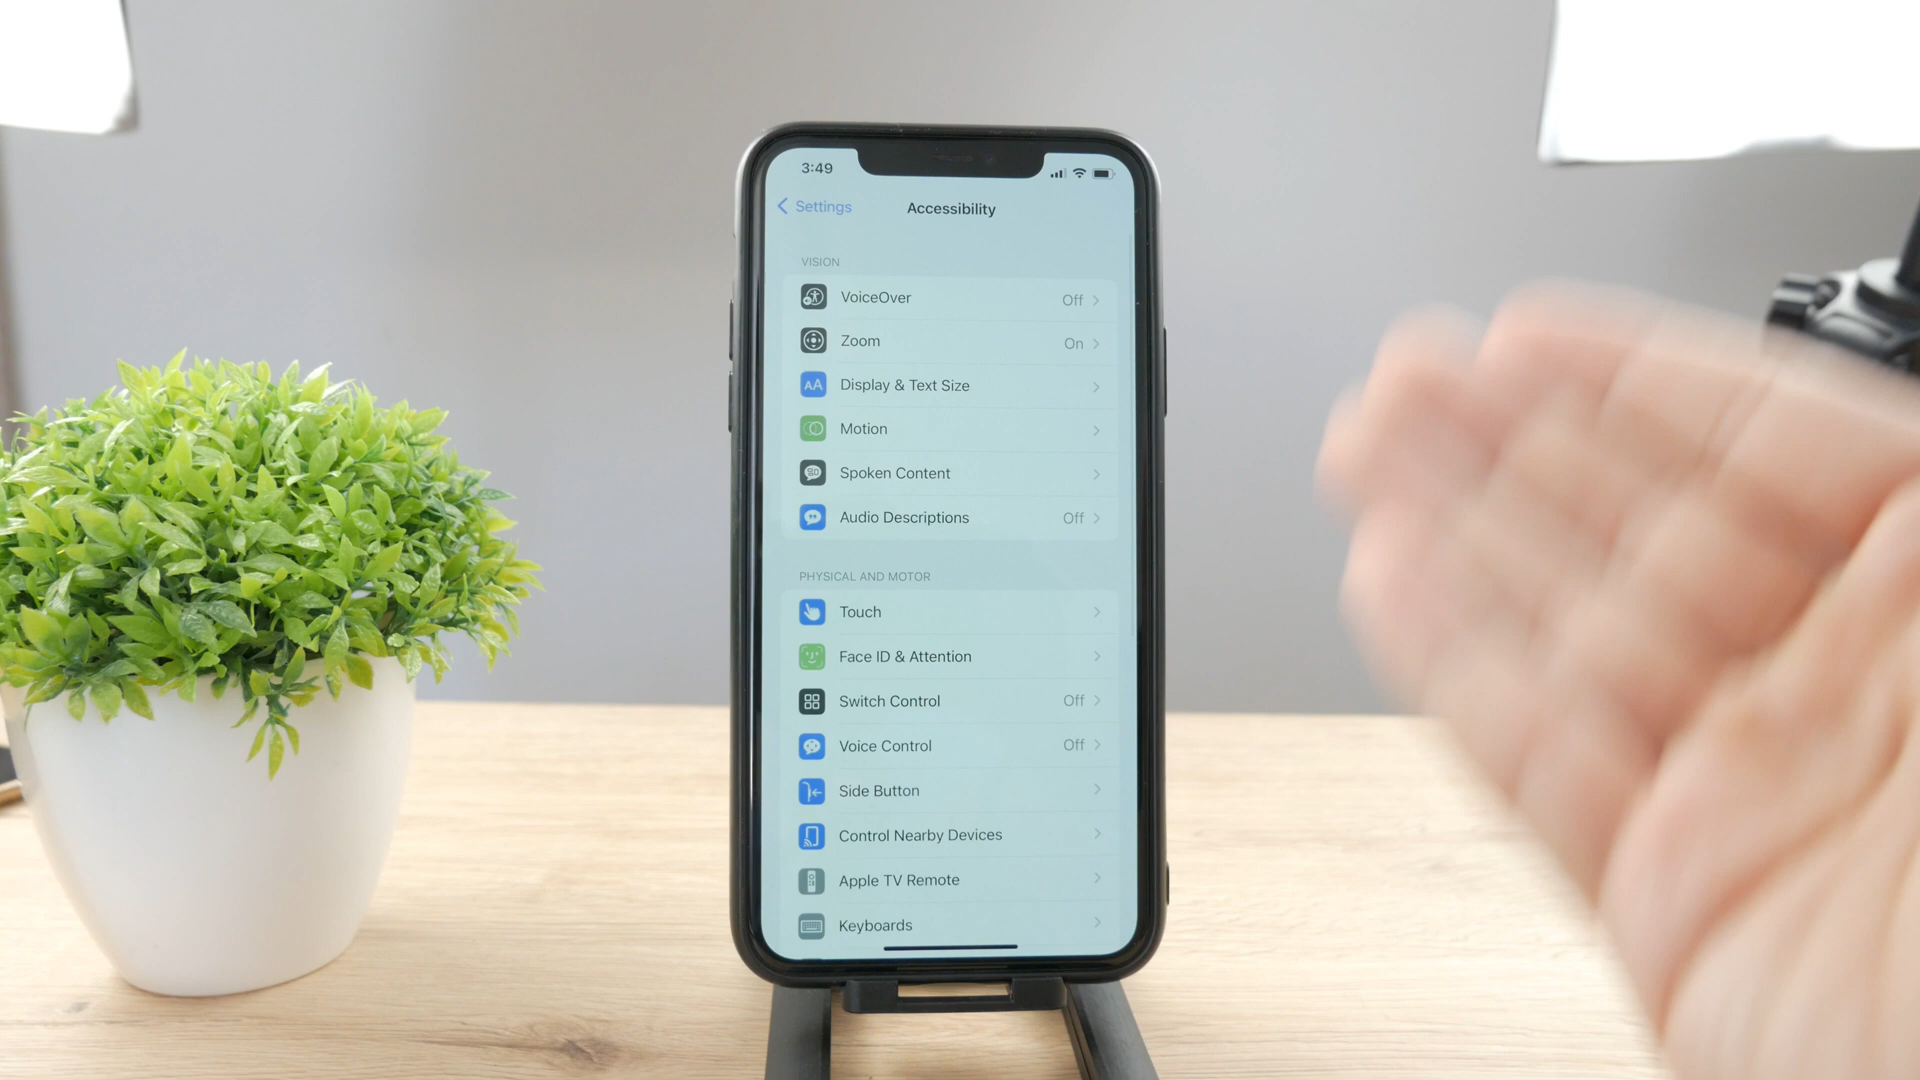 3:49
Settings
Accessibility
VISION
VoiceOver Off
Zoom On
AA Display & Text Size
Motion
Spoken Content
Audio Descriptions Off
PHYSICAL AND MOTOR
Touch
Face ID & Attention
Switch Control Off
Voice Control Off
Side Button
Control Nearby Devices
Apple TV Remote
Keyboards